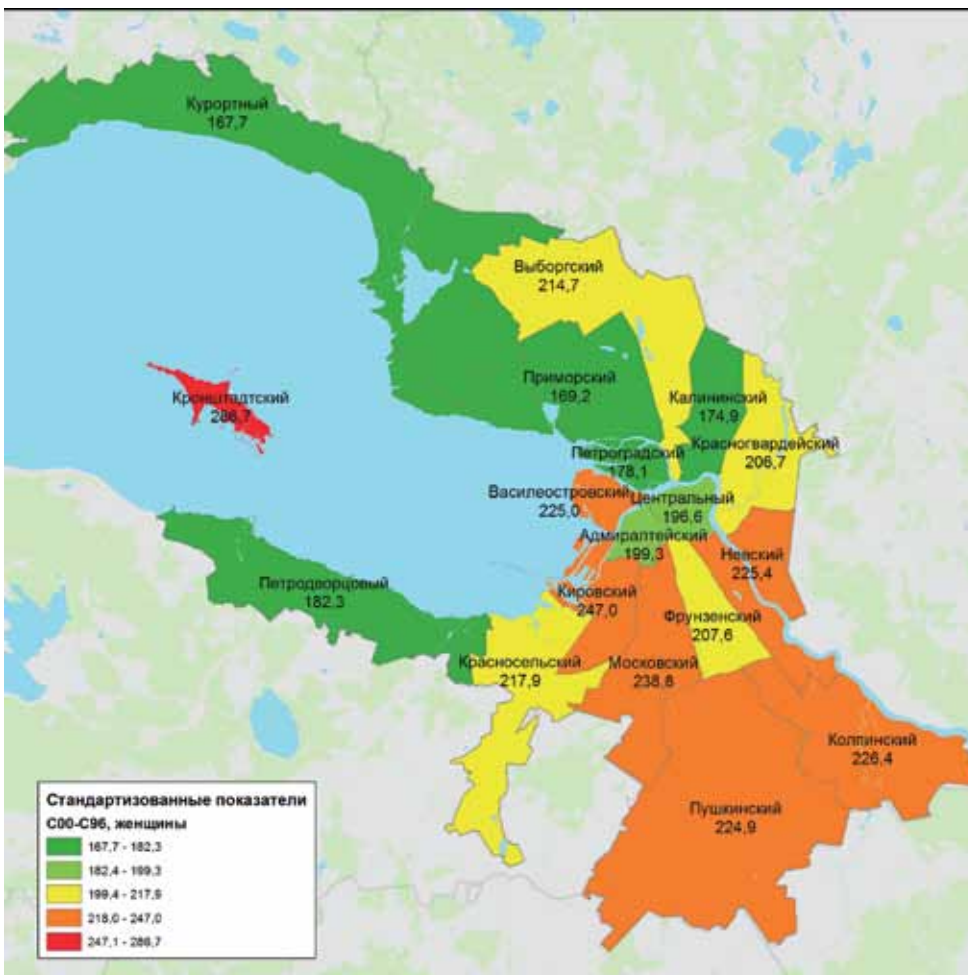 Курортный
167,7
Выборгский
214,7
Приморский
169,2
Калининский
174,9
Кронштадтский
286,7
Красногвардейский
206,7
Петроградский
178,1
Василеостровский
225,0
Центральный
196,6
Адмиралтейский
199,3
Невский
225,4
Петродворцовый
182,3
Кировский
247,0
Фрунзенский
207,6
Красносельский
217,9
Московский
238,8
Колпинский
226,4
Пушкинский
224,9
Стандартизованные показатели
С00-С96, женщины
167,7 - 182,3
182,4 - 199,3
199,4 - 217,9
218,0 - 247,0
247,1 - 286,7